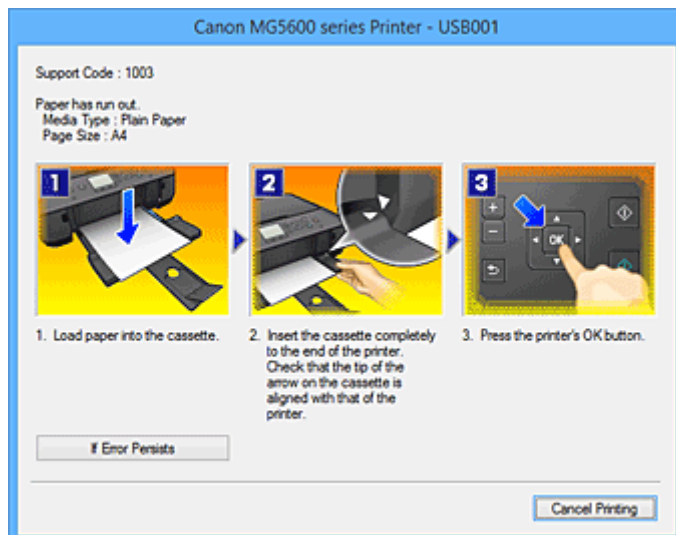 Canon MG5600 series Printer - USB001
Support Code : 1003
Paper has run out.
Media Type : Plain Paper
Page Size : A4
1
2
3
+
−
OK
1. Load paper into the cassette.
2. Insert the cassette completely
to the end of the printer.
Check that the tip of the
arrow on the cassette is
aligned with that of the
printer.
3. Press the printer's OK button.
If Error Persists
Cancel Printing